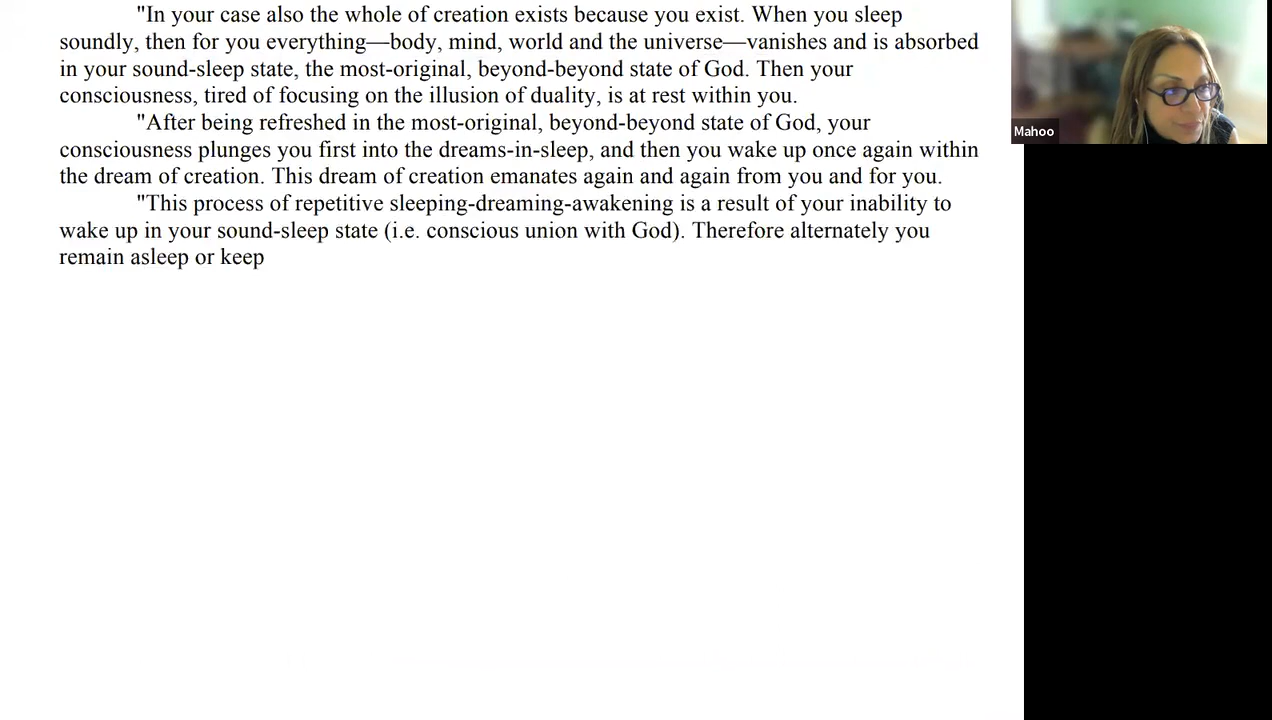 "In your case also the whole of creation exists because you exist. When you sleep
soundly, then for you everything—body, mind, world and the universe—vanishes and is absorbed
in your sound-sleep state, the most-original, beyond-beyond state of God. Then your
consciousness, tired of focusing on the illusion of duality, is at rest within you.
"After being refreshed in the most-original, beyond-beyond state of God, your
consciousness plunges you first into the dreams-in-sleep, and then you wake up once again within
the dream of creation. This dream of creation emanates again and again from you and for you.
"This process of repetitive sleeping-dreaming-awakening is a result of your inability to
wake up in your sound-sleep state (i.e. conscious union with God). Therefore alternately you
remain asleep or keep
Mahoo